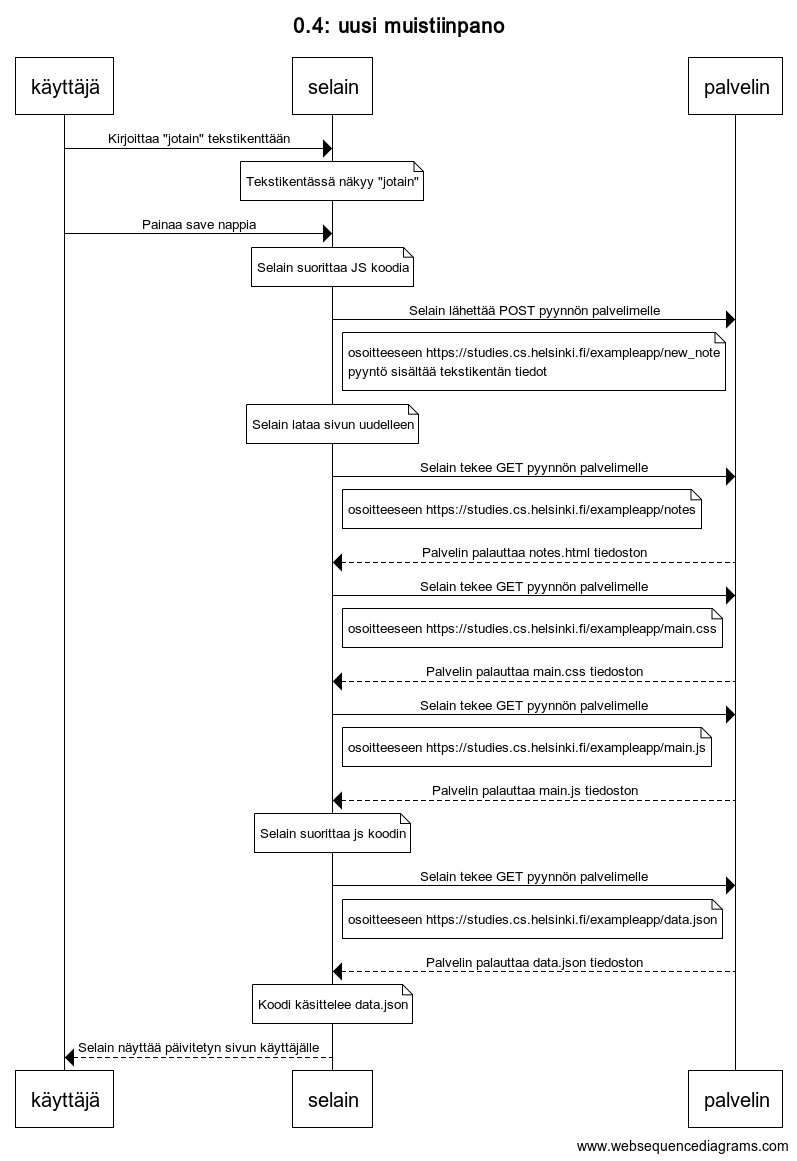 0.4: uusi muistiinpano
käyttäjä
selain
palvelin
Kirjoittaa "jotain" tekstikenttään
Tekstikentässä näkyy "jotain"
Painaa save nappia
Selain suorittaa JS koodia
Selain lähettää POST pyynnön palvelimelle
osoitteeseen https://studies.cs.helsinki.fi/exampleapp/new_note
pyyntö sisältää tekstikentän tiedot
Selain lataa sivun uudelleen
Selain tekee GET pyynnön palvelimelle
osoitteeseen https://studies.cs.helsinki.fi/exampleapp/notes
Palvelin palauttaa notes.html tiedoston
Selain tekee GET pyynnön palvelimelle
osoitteeseen https://studies.cs.helsinki.fi/exampleapp/main.css
Palvelin palauttaa main.css tiedoston
Selain tekee GET pyynnön palvelimelle
osoitteeseen https://studies.cs.helsinki.fi/exampleapp/main.js
Palvelin palauttaa main.js tiedoston
Selain suorittaa js koodin
Selain tekee GET pyynnön palvelimelle
osoitteeseen https://studies.cs.helsinki.fi/exampleapp/data.json
Palvelin palauttaa data.json tiedoston
Koodi käsittelee data.json
Selain näyttää päivitetyn sivun käyttäjälle
käyttäjä
selain
palvelin
www.websequencediagrams.com